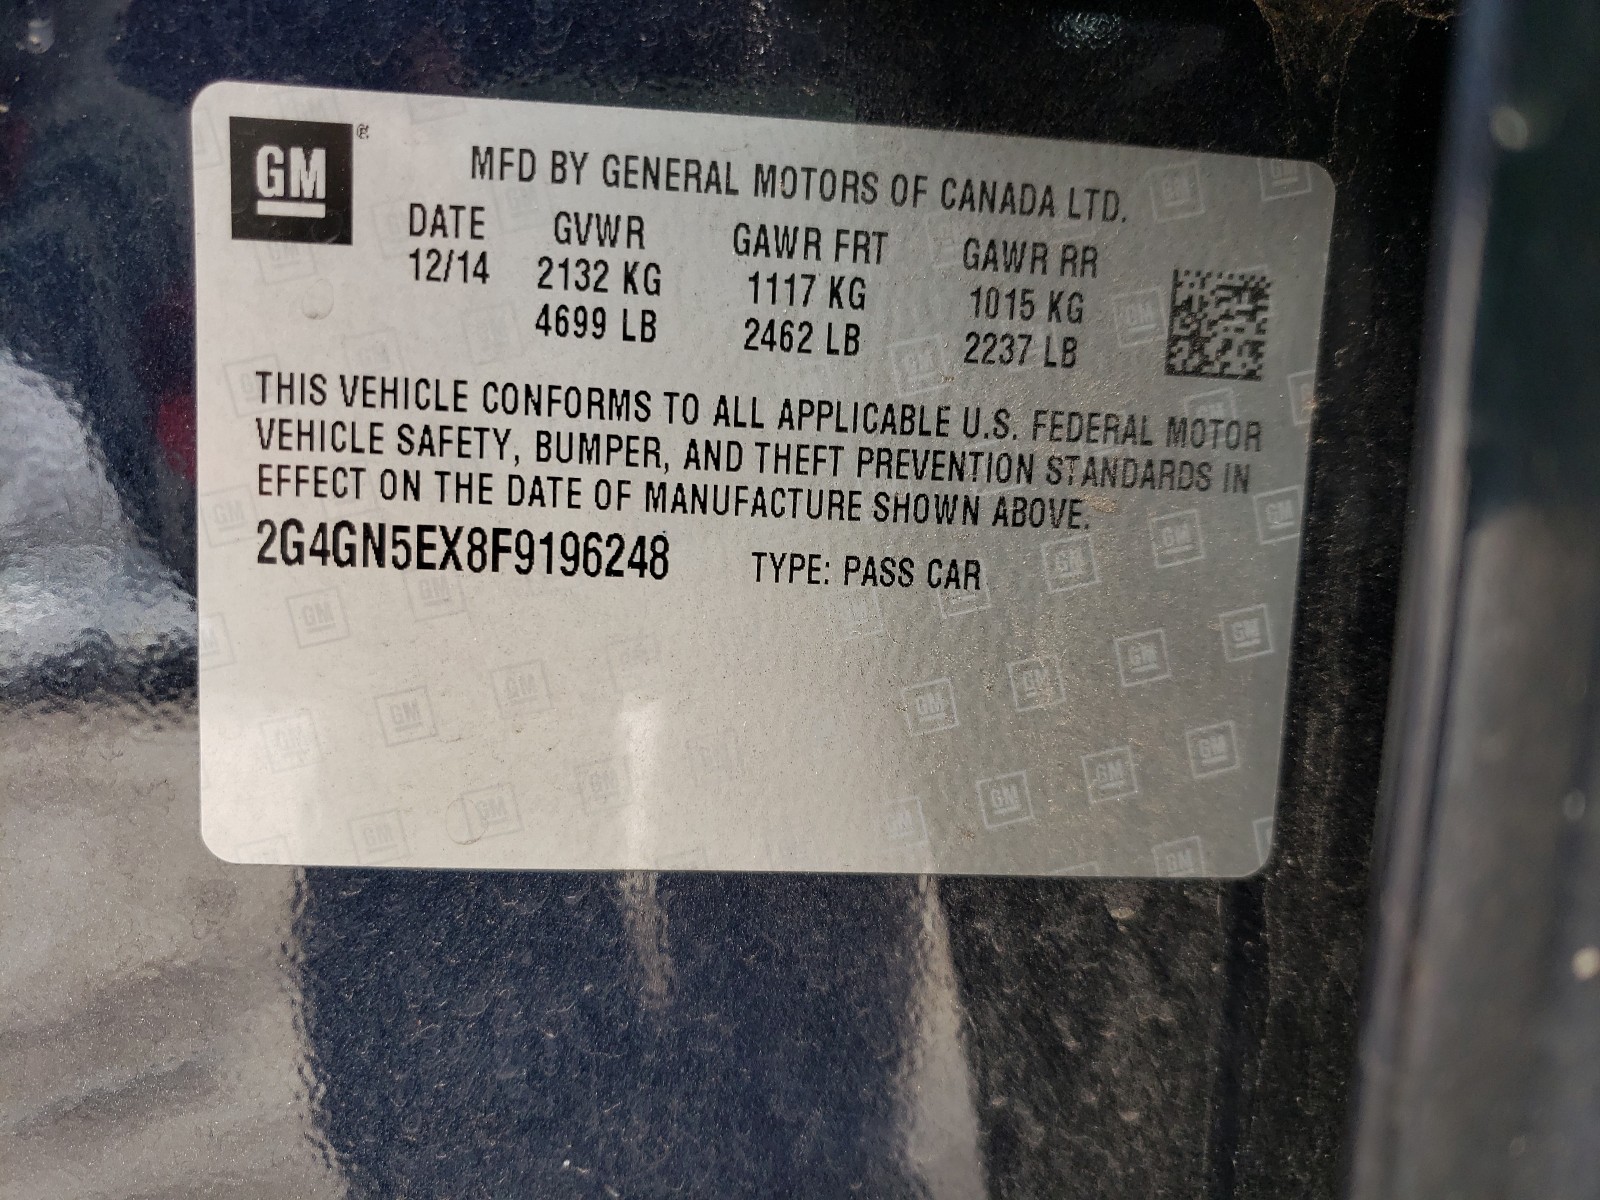 GM ®
MFD BY GENERAL MOTORS OF CANADA LTD.
DATE GVWR GAWR FRT GAWR RR
12/14 2132 KG 1117 KG 1015 KG
4699 LB 2462 LB 2237 LB
THIS VEHICLE CONFORMS TO ALL APPLICABLE U.S. FEDERAL MOTOR
VEHICLE SAFETY, BUMPER, AND THEFT PREVENTION STANDARDS IN
EFFECT ON THE DATE OF MANUFACTURE SHOWN ABOVE.
2G4GN5EX8F9196248 TYPE: PASS CAR